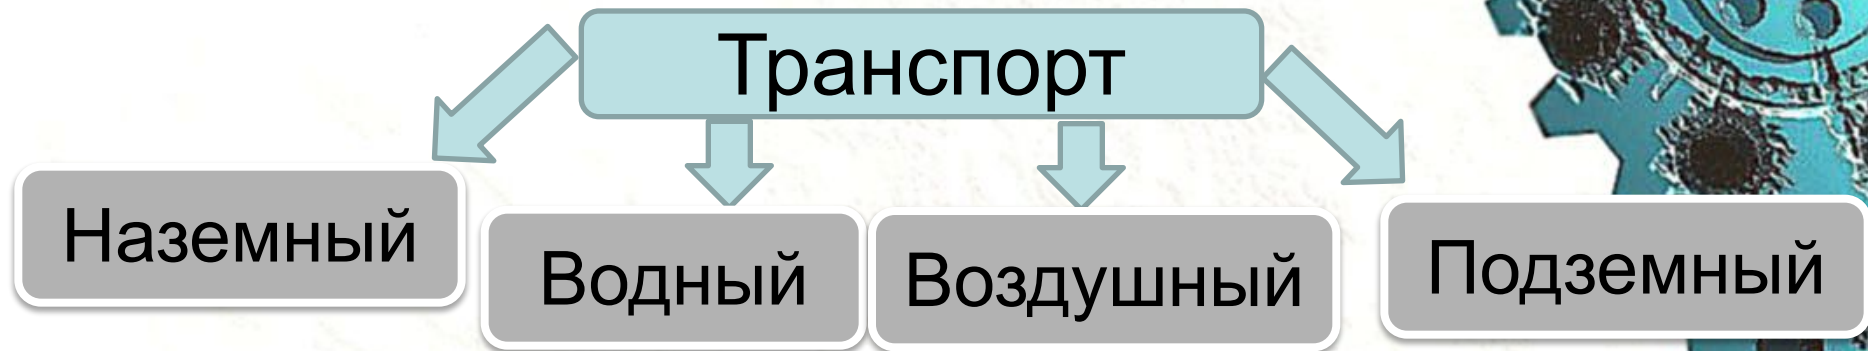 Транспорт
Наземный
Водный
Воздушный
Подземный